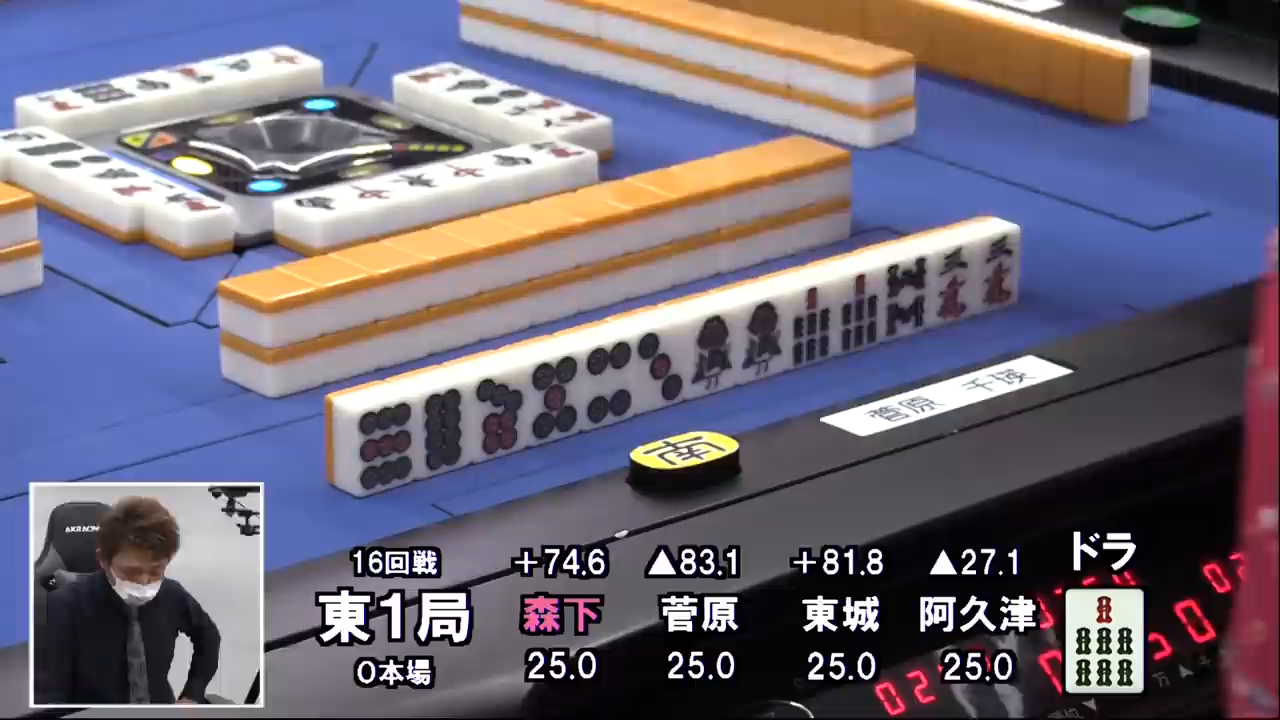 南
菅原 千瑛
AKRACING
16回戦 +74.6 ▲83.1 +81.8 ▲27.1 ドラ
東1局 森下 菅原 東城 阿久津
0本場 25.0 25.0 25.0 25.0